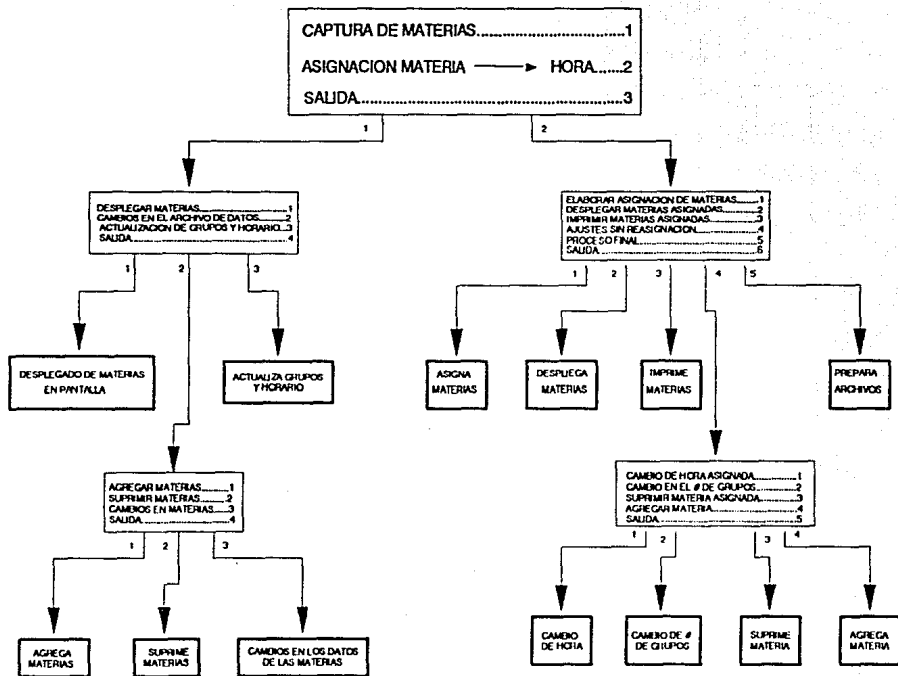 CAPTURA DE MATERIAS.......................................1
ASIGNACION MATERIA ⟶ HORA......2
SALIDA...............................................................3
1
2
DESPLEGAR MATERIAS.........................1
CAMBIOS EN EL ARCHIVO DE DATOS...2
ACTUALIZACION DE GRUPOS Y HORARIO..3
SALIDA.................................................4
ELABORAR ASIGNACION DE MATERIAS......1
DESPLEGAR MATERIAS ASIGNADAS..........2
IMPRIMIR MATERIAS ASIGNADAS..............3
AJUSTES SIN REASIGNACION...................4
PROCESO FINAL.....................................5
SALIDA..................................................6
1
2
3
1
2
3
4
5
DESPLEGADO DE MATERIAS
EN PANTALLA
ACTUALIZA GRUPOS
Y HORARIO
ASIGNA
MATERIAS
DESPLIEGA
MATERIAS
IMPRIME
MATERIAS
PREPARA
ARCHIVOS
AGREGAR MATERIAS.............1
SUPRIMIR MATERIAS............2
CAMBIOS EN MATERIAS........3
SALIDA................................4
CAMBIO DE HORA ASIGNADA.............1
CAMBIO EN EL # DE GRUPOS............2
SUPRIMIR MATERIA ASIGNADA..........3
AGREGAR MATERIA..........................4
SALIDA............................................5
1
2
3
1
2
3
4
AGREGA
MATERIAS
SUPRIME
MATERIAS
CAMBIOS EN LOS DATOS
DE LAS MATERIAS
CAMBIO
DE HORA
CAMBIO DE #
DE GRUPOS
SUPRIME
MATERIA
AGREGA
MATERIA